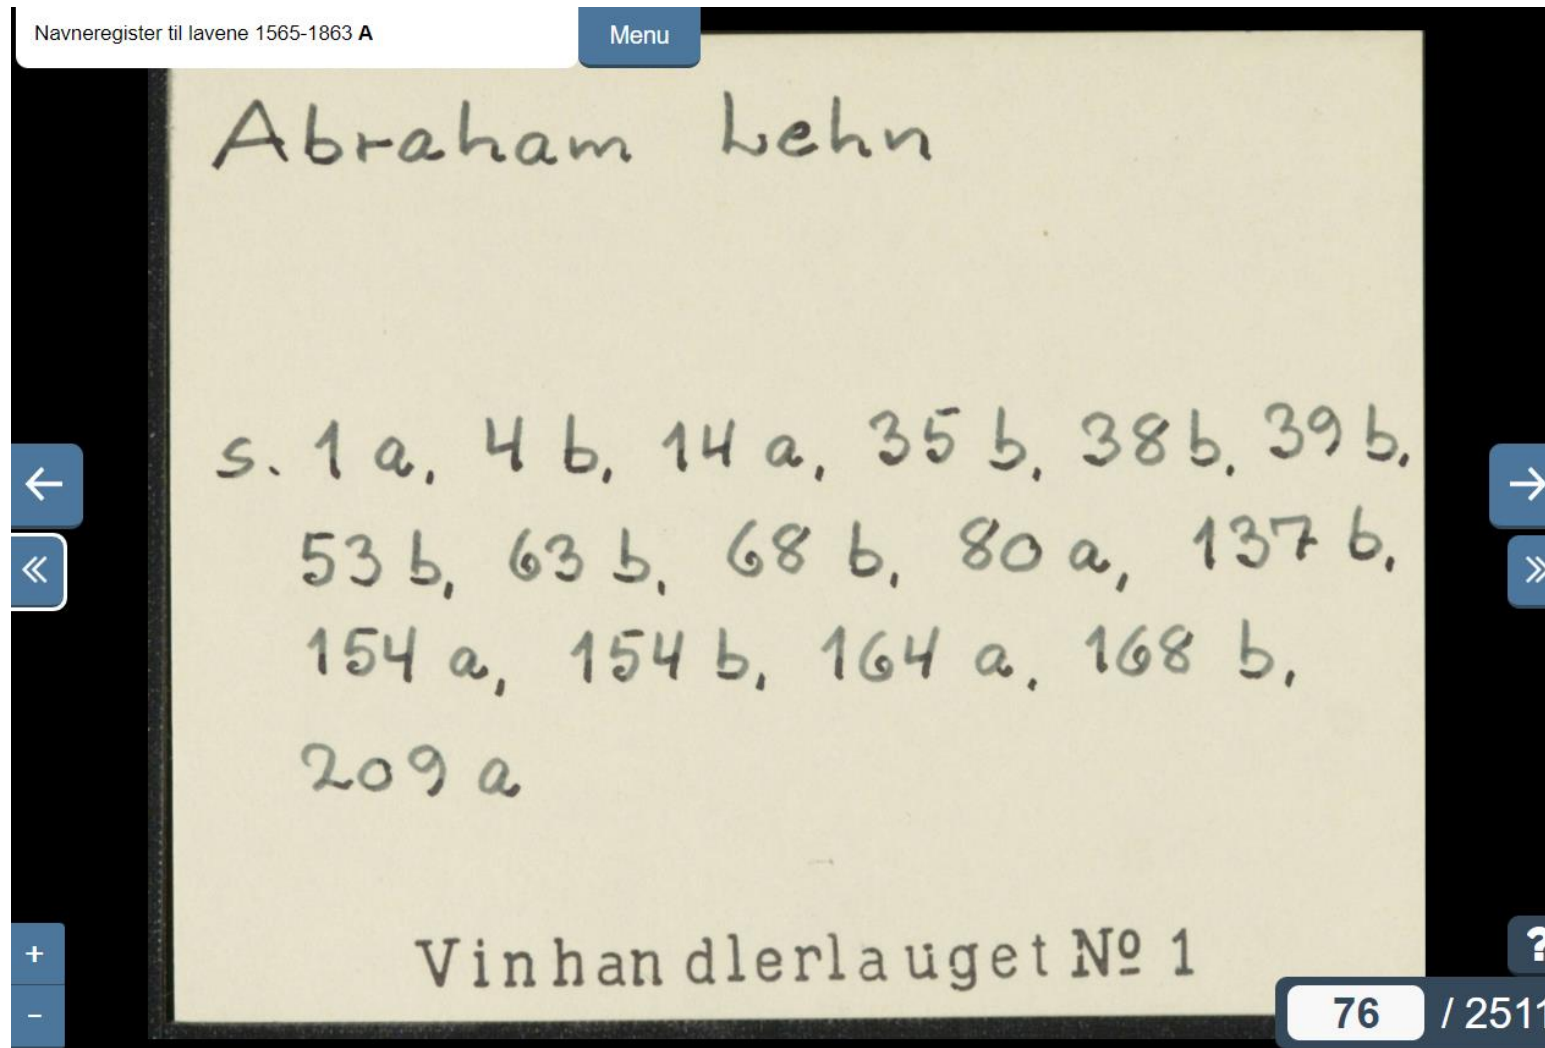 Navneregister til lavene 1565-1863 A
Menu
Abraham Lehn
s. 1 a, 4 b, 14 a, 35 b, 38 b, 39 b,
53 b, 63 b, 68 b, 80 a, 137 b,
154 a, 154 b, 164 a, 168 b,
209 a
Vinhandlerlauget Nº 1
?
76 / 2511